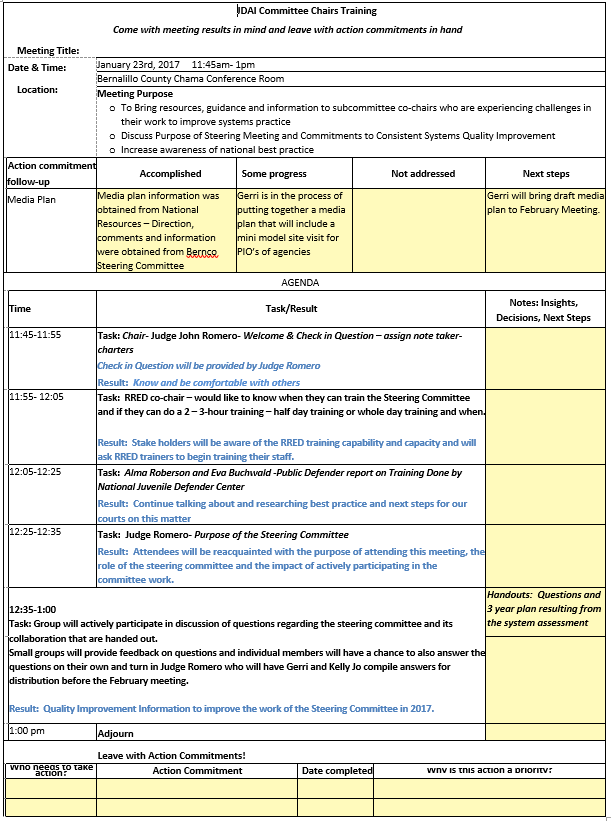 JDAI Committee Chairs Training
Come with meeting results in mind and leave with action commitments in hand
Meeting Title:
Date & Time:
January 23rd, 2017 11:45am- 1pm
Location:
Bernalillo County Chama Conference Room
Meeting Purpose
o To Bring resources, guidance and information to subcommittee co-chairs who are experiencing challenges in
their work to improve systems practice
o Discuss Purpose of Steering Meeting and Commitments to Consistent Systems Quality Improvement
o Increase awareness of national best practice
Action commitment
follow-up
Accomplished
Some progress
Not addressed
Next steps
Media Plan
Media plan information was
obtained from National
Resources – Direction,
comments and information
were obtained from Bernco
Steering Committee
Gerri is in the process of
putting together a media
plan that will include a
mini model site visit for
PIO's of agencies
Gerri will bring draft media
plan to February Meeting.
AGENDA
Time
Task/Result
Notes: Insights,
Decisions, Next Steps
11:45-11:55
Task: Chair- Judge John Romero- Welcome & Check in Question – assign note taker-
charters
Check in Question will be provided by Judge Romero
Result: Know and be comfortable with others
11:55- 12:05
Task: RRED co-chair – would like to know when they can train the Steering Committee
and if they can do a 2 – 3-hour training – half day training or whole day training and when.
Result: Stake holders will be aware of the RRED training capability and capacity and will
ask RRED trainers to begin training their staff.
12:05-12:25
Task: Alma Roberson and Eva Buchwald -Public Defender report on Training Done by
National Juvenile Defender Center
Result: Continue talking about and researching best practice and next steps for our
courts on this matter
12:25-12:35
Task: Judge Romero- Purpose of the Steering Committee
Result: Attendees will be reacquainted with the purpose of attending this meeting, the
role of the steering committee and the impact of actively participating in the
committee work.
Handouts: Questions and
3 year plan resulting from
the system assessment
12:35-1:00
Task: Group will actively participate in discussion of questions regarding the steering committee and its
collaboration that are handed out.
Small groups will provide feedback on questions and individual members will have a chance to also answer the
questions on their own and turn in Judge Romero who will have Gerri and Kelly Jo compile answers for
distribution before the February meeting.
Result: Quality Improvement Information to improve the work of the Steering Committee in 2017.
1:00 pm
Adjourn
Leave with Action Commitments!
Who needs to take
action?
Action Commitment
Date completed
Why is this action a priority?